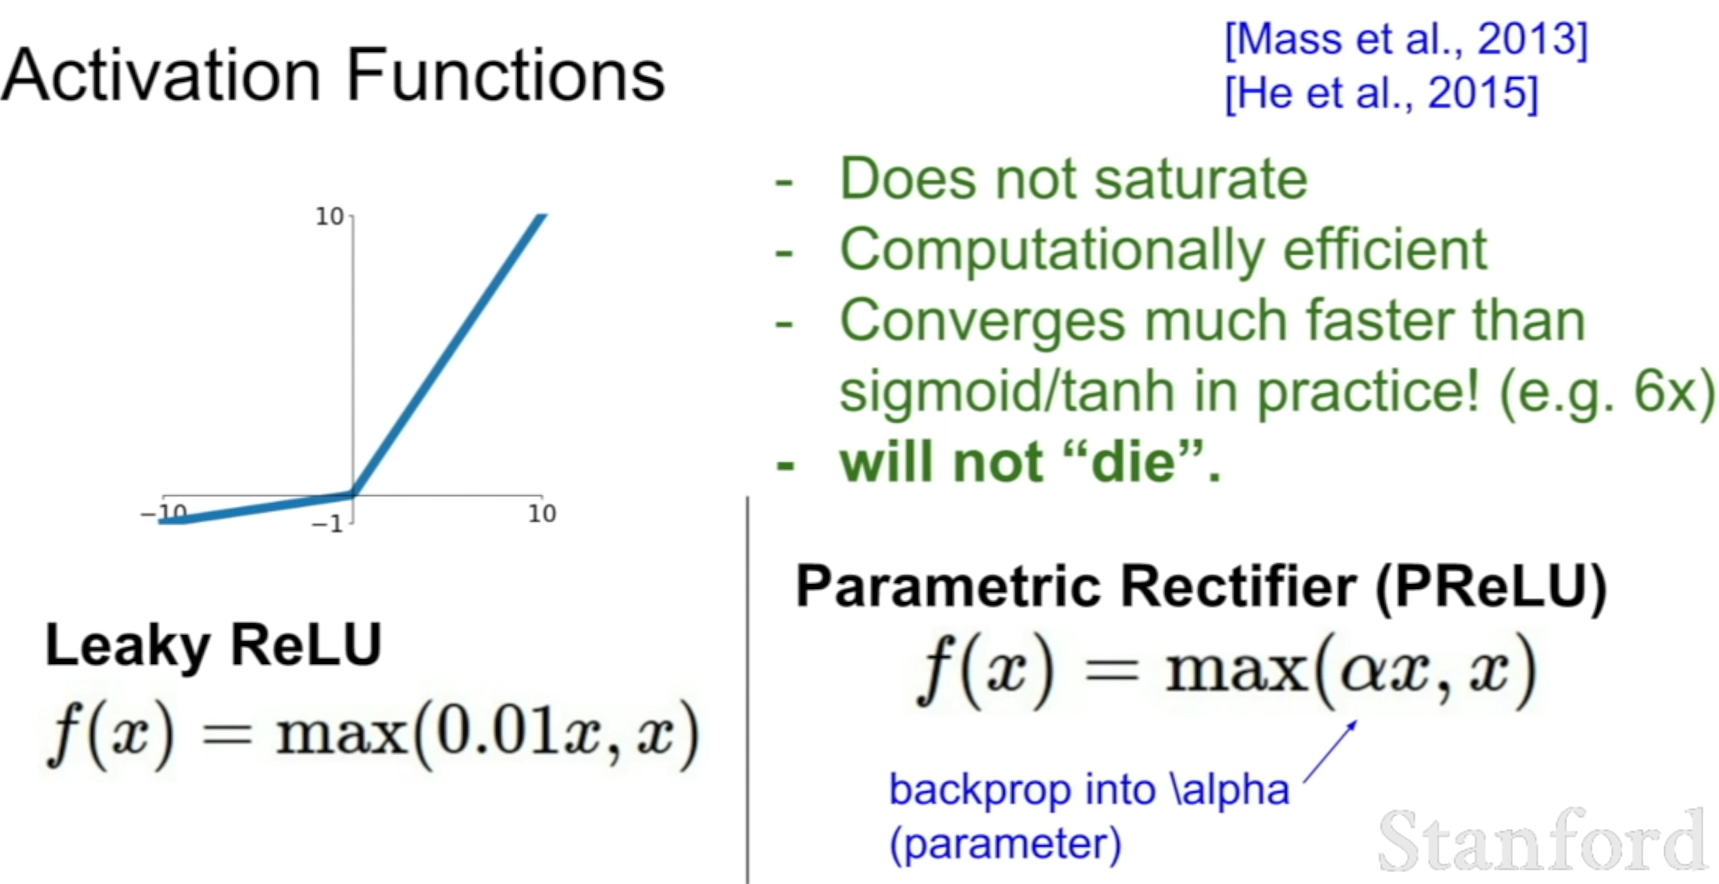 Activation Functions
[Mass et al., 2013]
[He et al., 2015]
- Does not saturate
- Computationally efficient
- Converges much faster than
sigmoid/tanh in practice! (e.g. 6x)
- will not “die”.
10
−10
−1
10
Leaky ReLU
f(x) = max(0.01x, x)
Parametric Rectifier (PReLU)
f(x) = max(αx, x)
backprop into \alpha
(parameter)
Stanford